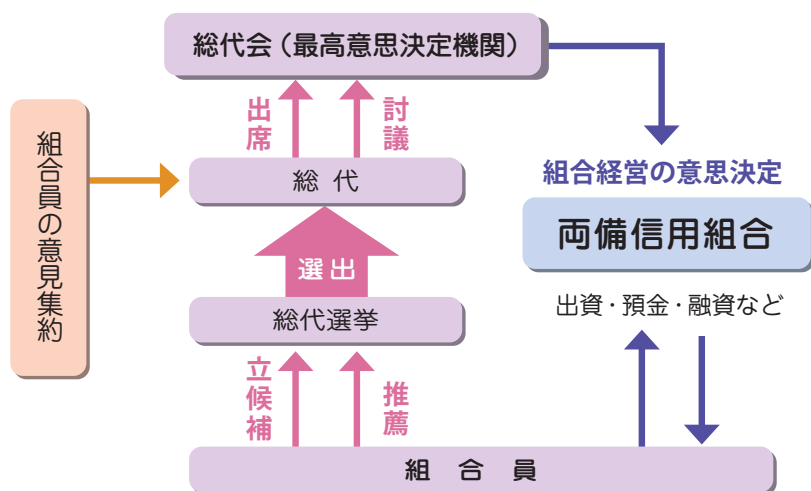 総代会（最高意思決定機関）
出席
討議
組合員の意見集約
総代
組合経営の意思決定
両備信用組合
選出
出資・預金・融資など
総代選挙
立候補
推薦
組合員